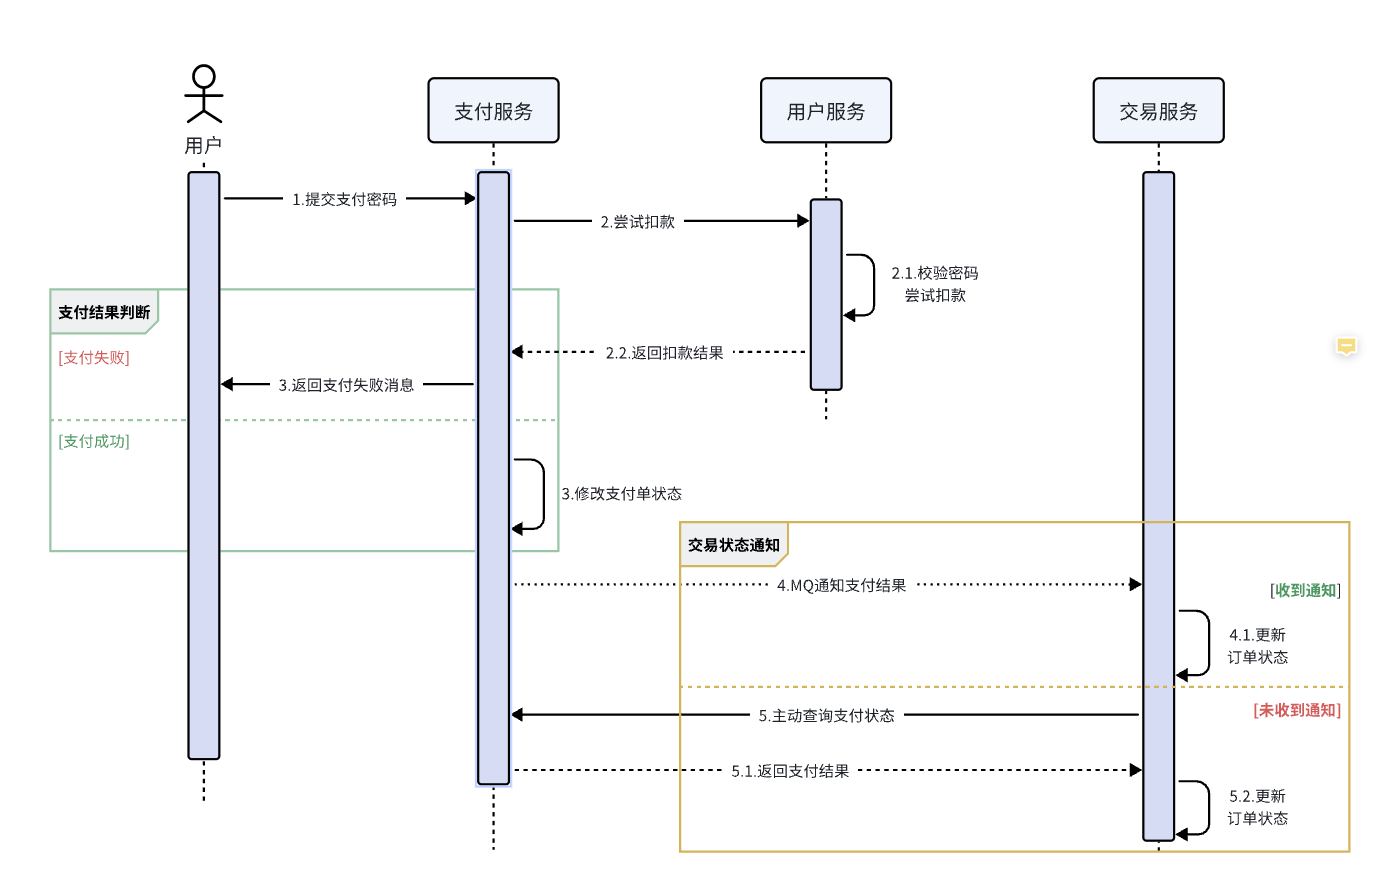 用户
支付服务
用户服务
交易服务
1.提交支付密码
2.尝试扣款
2.1.校验密码
尝试扣款
支付结果判断
[支付失败]
2.2.返回扣款结果
3.返回支付失败消息
[支付成功]
3.修改支付单状态
交易状态通知
4.MQ通知支付结果
[收到通知]
4.1.更新
订单状态
5.主动查询支付状态
[未收到通知]
5.1.返回支付结果
5.2.更新
订单状态